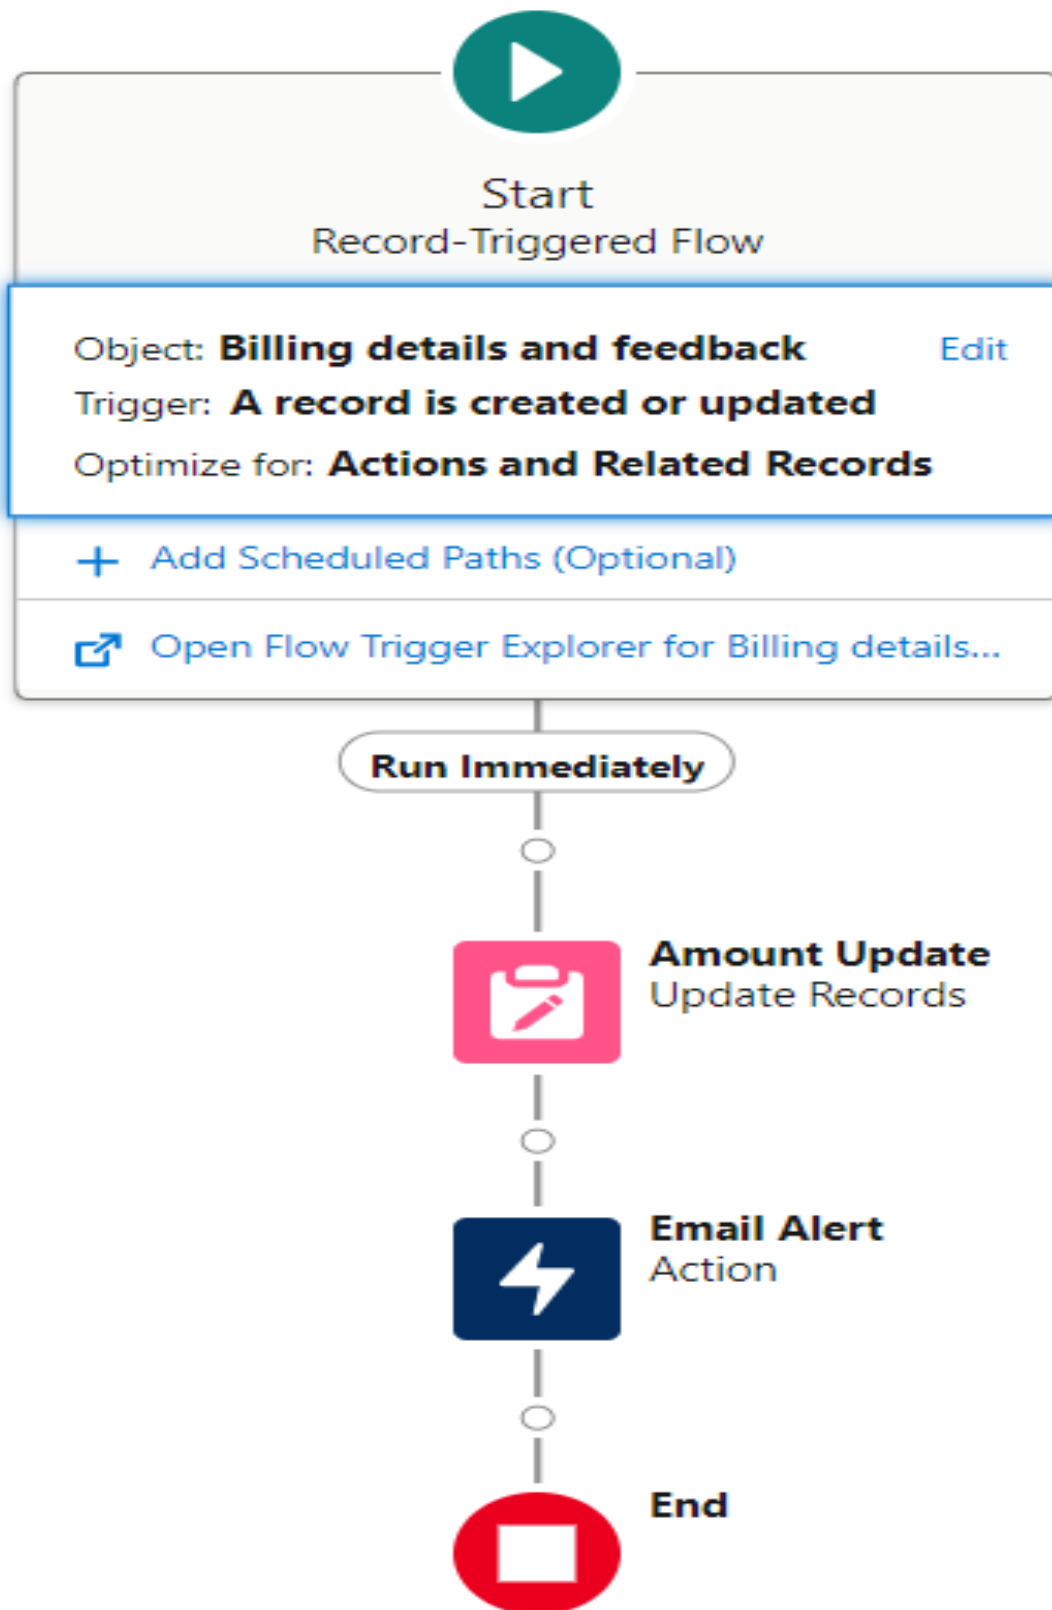 Start
Record-Triggered Flow
Object: Billing details and feedback Edit
Trigger: A record is created or updated
Optimize for: Actions and Related Records
Add Scheduled Paths (Optional)
Open Flow Trigger Explorer for Billing details...
Run Immediately
Amount Update
Update Records
Email Alert
Action
End